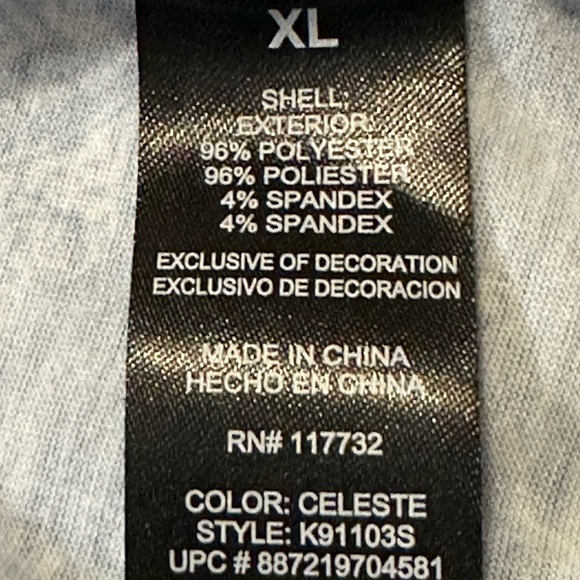 XL
SHELL:
EXTERIOR:
96% POLYESTER
96% POLIESTER
4% SPANDEX
4% SPANDEX
EXCLUSIVE OF DECORATION
EXCLUSIVO DE DECORACION
MADE IN CHINA
HECHO EN CHINA
RN# 117732
COLOR: CELESTE
STYLE: K91103S
UPC # 887219704581